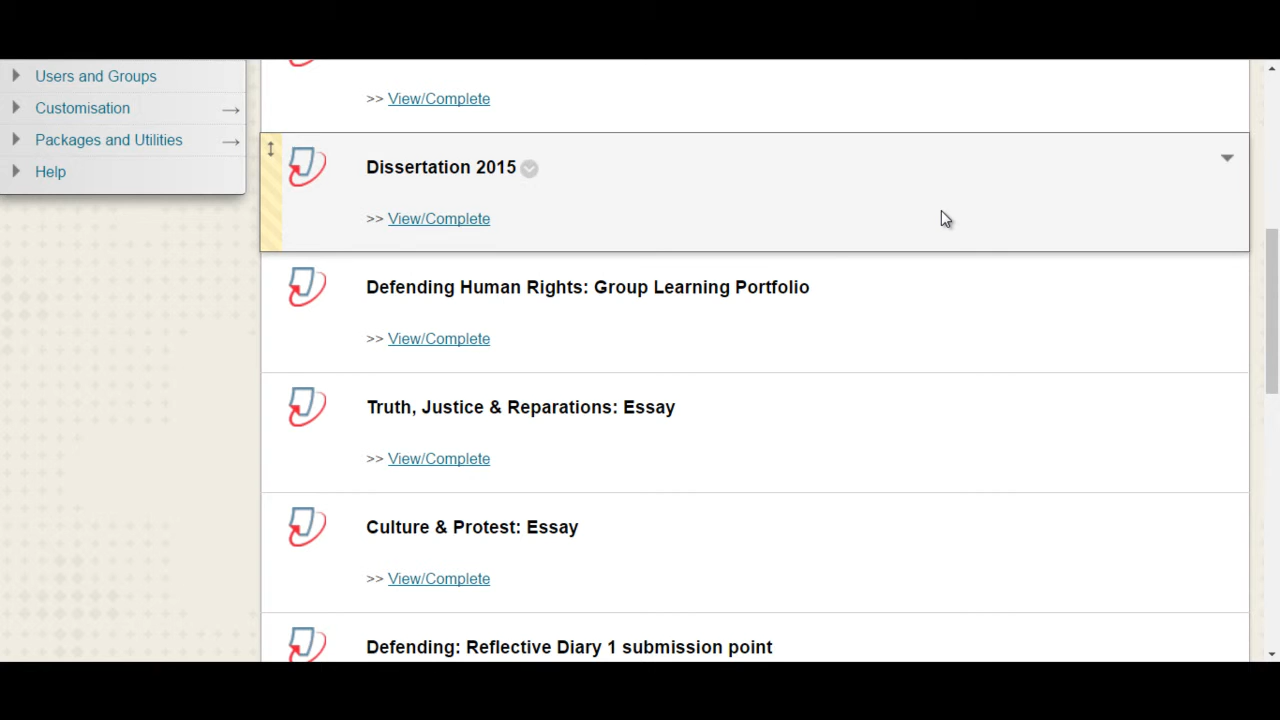 Users and Groups
Customisation
Packages and Utilities
Help
>> View/Complete
Dissertation 2015
>> View/Complete
Defending Human Rights: Group Learning Portfolio
>> View/Complete
Truth, Justice & Reparations: Essay
>> View/Complete
Culture & Protest: Essay
>> View/Complete
Defending: Reflective Diary 1 submission point